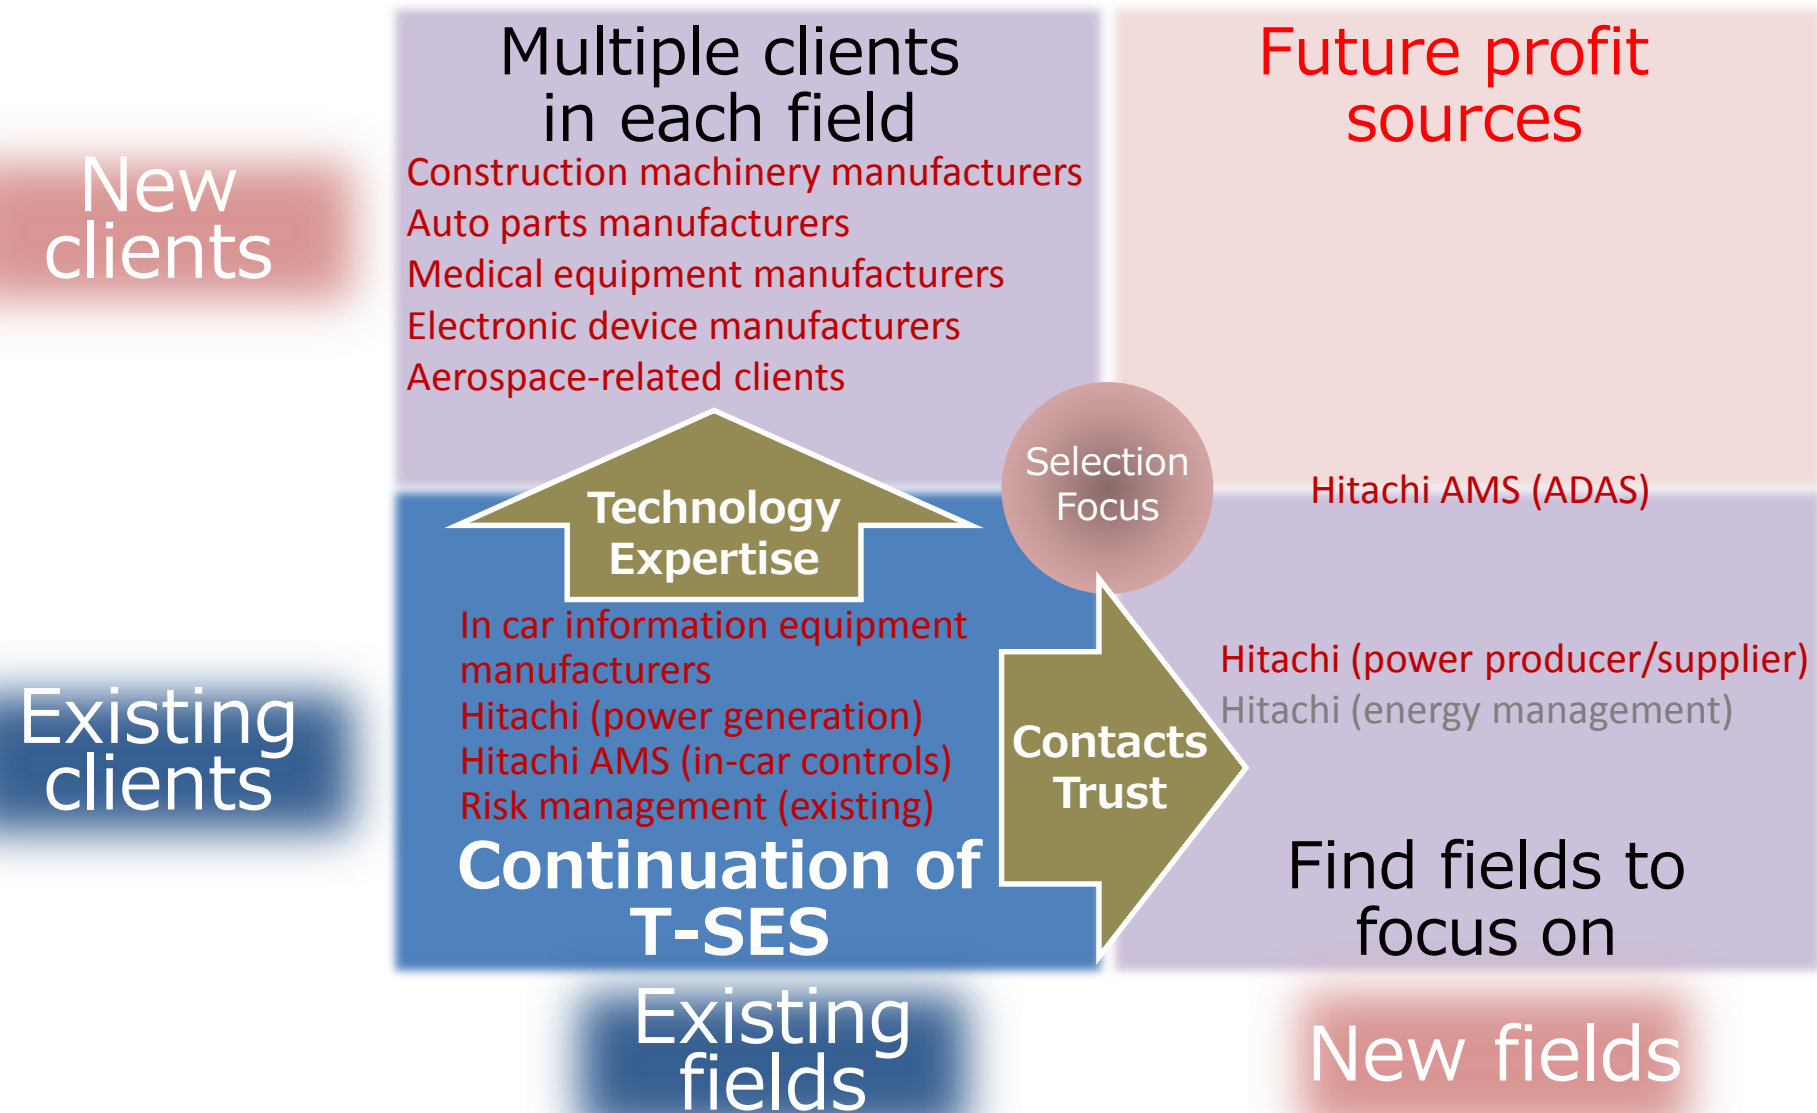 Multiple clients
in each field
Future profit
sources
New
clients
Construction machinery manufacturers
Auto parts manufacturers
Medical equipment manufacturers
Electronic device manufacturers
Aerospace-related clients
Selection
Focus
Technology
Expertise
Hitachi AMS (ADAS)
Existing
clients
In car information equipment
manufacturers
Hitachi (power generation)
Hitachi AMS (in-car controls)
Risk management (existing)
Continuation of
T-SES
Contacts
Trust
Hitachi (power producer/supplier)
Hitachi (energy management)
Find fields to
focus on
Existing
fields
New fields